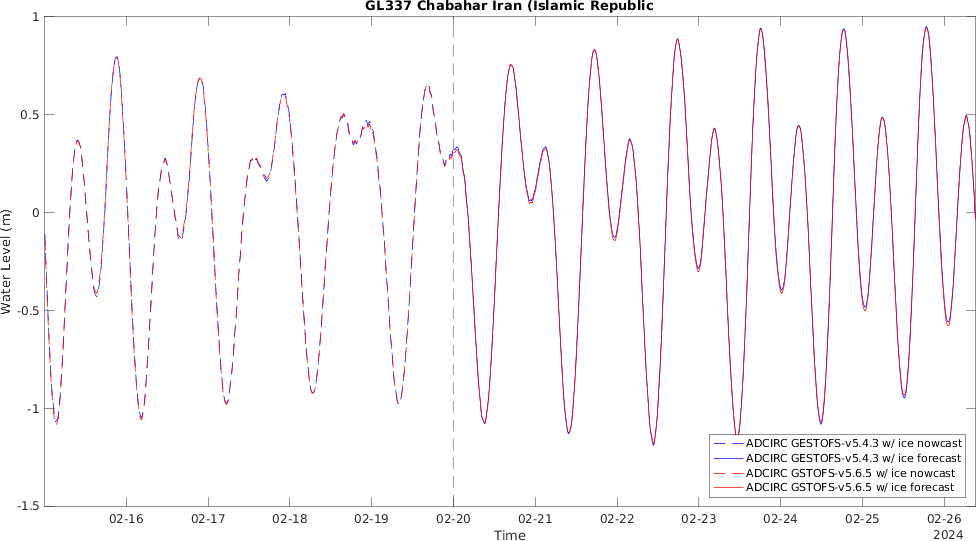 GL337 Chabahar Iran (Islamic Republic
1
0.5
0
-0.5
-1
-1.5
Water Level (m)
ADCIRC GESTOFS-v5.4.3 w/ ice nowcast
ADCIRC GESTOFS-v5.4.3 w/ ice forecast
ADCIRC GSTOFS-v5.6.5 w/ ice nowcast
ADCIRC GSTOFS-v5.6.5 w/ ice forecast
02-16 02-17 02-18 02-19 02-20 02-21 02-22 02-23 02-24 02-25 02-26
2024
Time